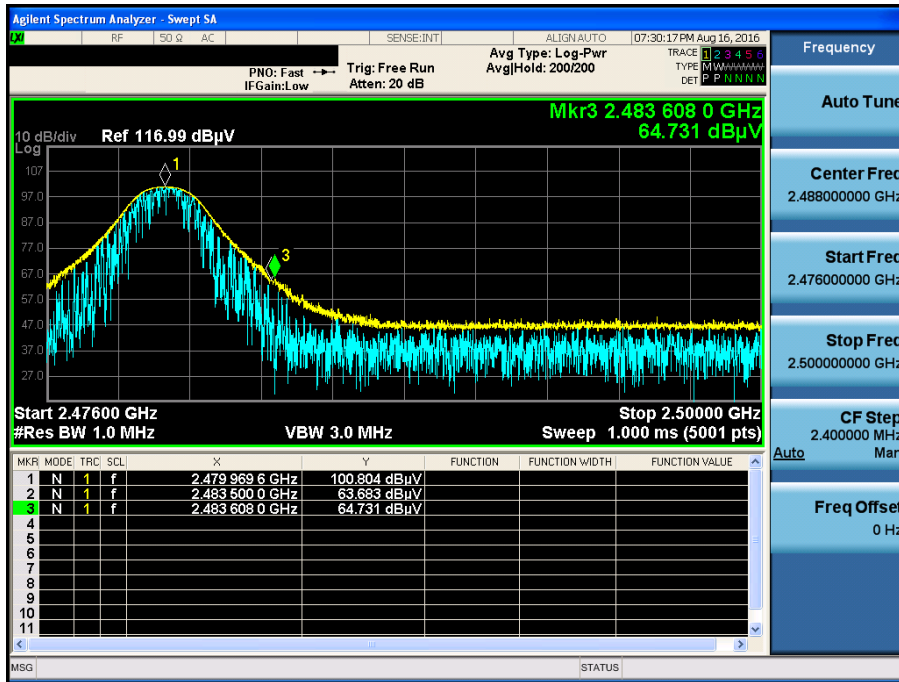 Agilent Spectrum Analyzer - Swept SA
LXI RF 50 Ω AC SENSE:INT ALIGN AUTO 07:30:17 PM Aug 16, 2016
Frequency
PNO: Fast
IFGain:Low
Trig: Free Run
Atten: 20 dB
Avg Type: Log-Pwr
Avg|Hold: 200/200
TRACE 1 2 3 4 5 6
TYPE
DET P P N N N N
Auto Tune
Mkr3 2.483 608 0 GHz
64.731 dBµV
10 dB/div Ref 116.99 dBµV
Log
107
97.0
87.0
77.0
67.0
57.0
47.0
37.0
27.0
1
3
Center Freq
2.488000000 GHz
Start Freq
2.476000000 GHz
Stop Freq
2.500000000 GHz
Start 2.47600 GHz Stop 2.50000 GHz
#Res BW 1.0 MHz VBW 3.0 MHz Sweep 1.000 ms (5001 pts)
CF Step
2.400000 MHz
Auto Man
MKR MODE TRC SCL X Y FUNCTION FUNCTION WIDTH FUNCTION VALUE
1 N 1 f 2.479 969 6 GHz 100.804 dBµV
2 N 1 f 2.483 500 0 GHz 63.683 dBµV
3 N 1 f 2.483 608 0 GHz 64.731 dBµV
4
5
6
7
8
9
10
11
Freq Offset
0 Hz
MSG STATUS